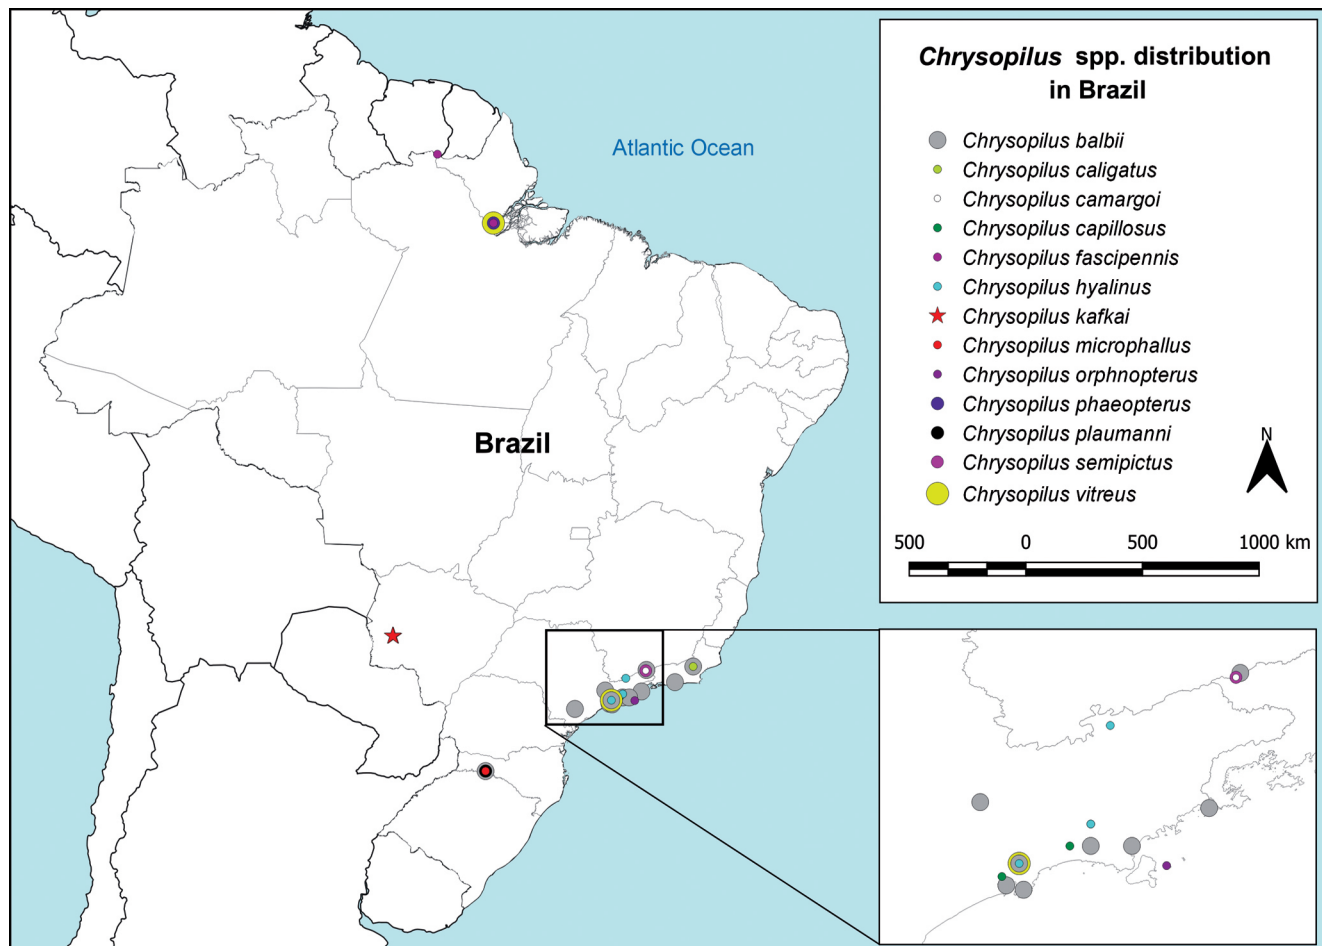 Chrysopilus spp. distribution
in Brazil
Chrysopilus balbii
Chrysopilus caligatus
Chrysopilus camargoi
Chrysopilus capillosus
Chrysopilus fascipennis
Chrysopilus hyalinus
Chrysopilus kafkai
Chrysopilus microphallus
Chrysopilus orphnopterus
Chrysopilus phaeopterus
Chrysopilus plaumanni
Chrysopilus semipictus
Chrysopilus vitreus
N
500 0 500 1000 km
Atlantic Ocean
Brazil